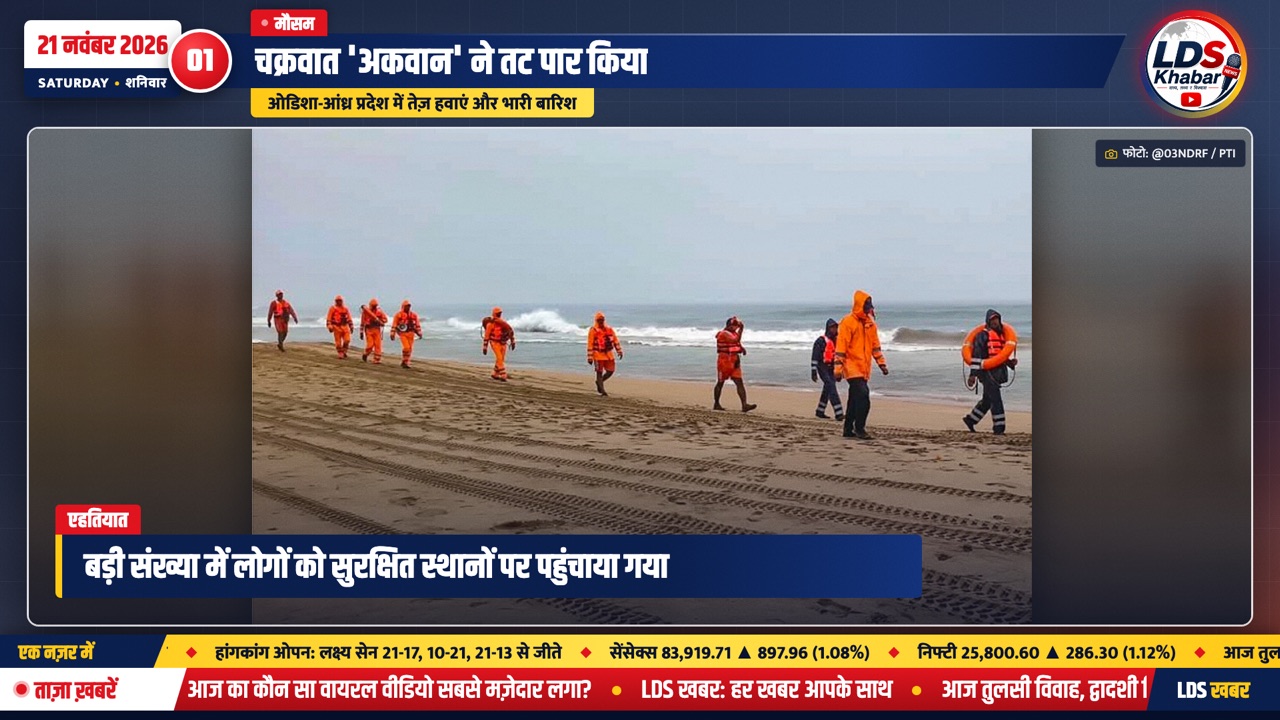 21 नवंबर 2026
SATURDAY • शनिवार
01
मौसम
चक्रवात 'अकवान' ने तट पार किया
ओडिशा-आंध्र प्रदेश में तेज़ हवाएं और भारी बारिश
LDS
Khabar
NEWS
फोटो: @03NDRF / PTI
एहतियात
बड़ी संख्या में लोगों को सुरक्षित स्थानों पर पहुंचाया गया
एक नज़र में
हांगकांग ओपन: लक्ष्य सेन 21-17, 10-21, 21-13 से जीते ◆ सेंसेक्स 83,919.71 ▲ 897.96 (1.08%) ◆ निफ्टी 25,800.60 ▲ 286.30 (1.12%) ◆ आज तुल
ताज़ा ख़बरें
आज का कौन सा वायरल वीडियो सबसे मज़ेदार लगा? • LDS खबर: हर खबर आपके साथ • आज तुलसी विवाह, द्वादशी
LDS खबर